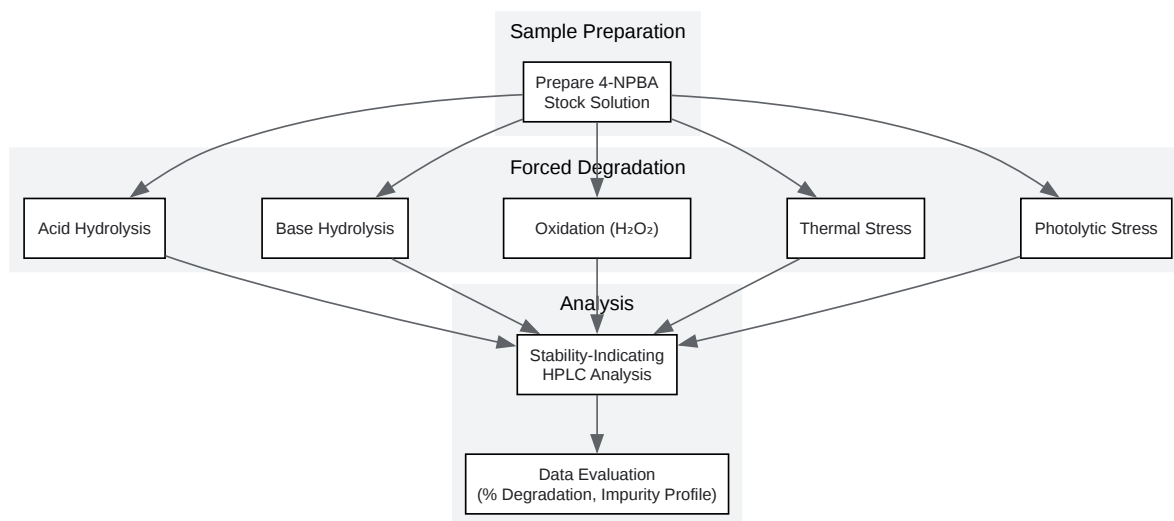 Sample Preparation
Prepare 4-NPBA
Stock Solution
Forced Degradation
Acid Hydrolysis
Base Hydrolysis
Oxidation (H₂O₂)
Thermal Stress
Photolytic Stress
Analysis
Stability-Indicating
HPLC Analysis
Data Evaluation
(% Degradation, Impurity Profile)